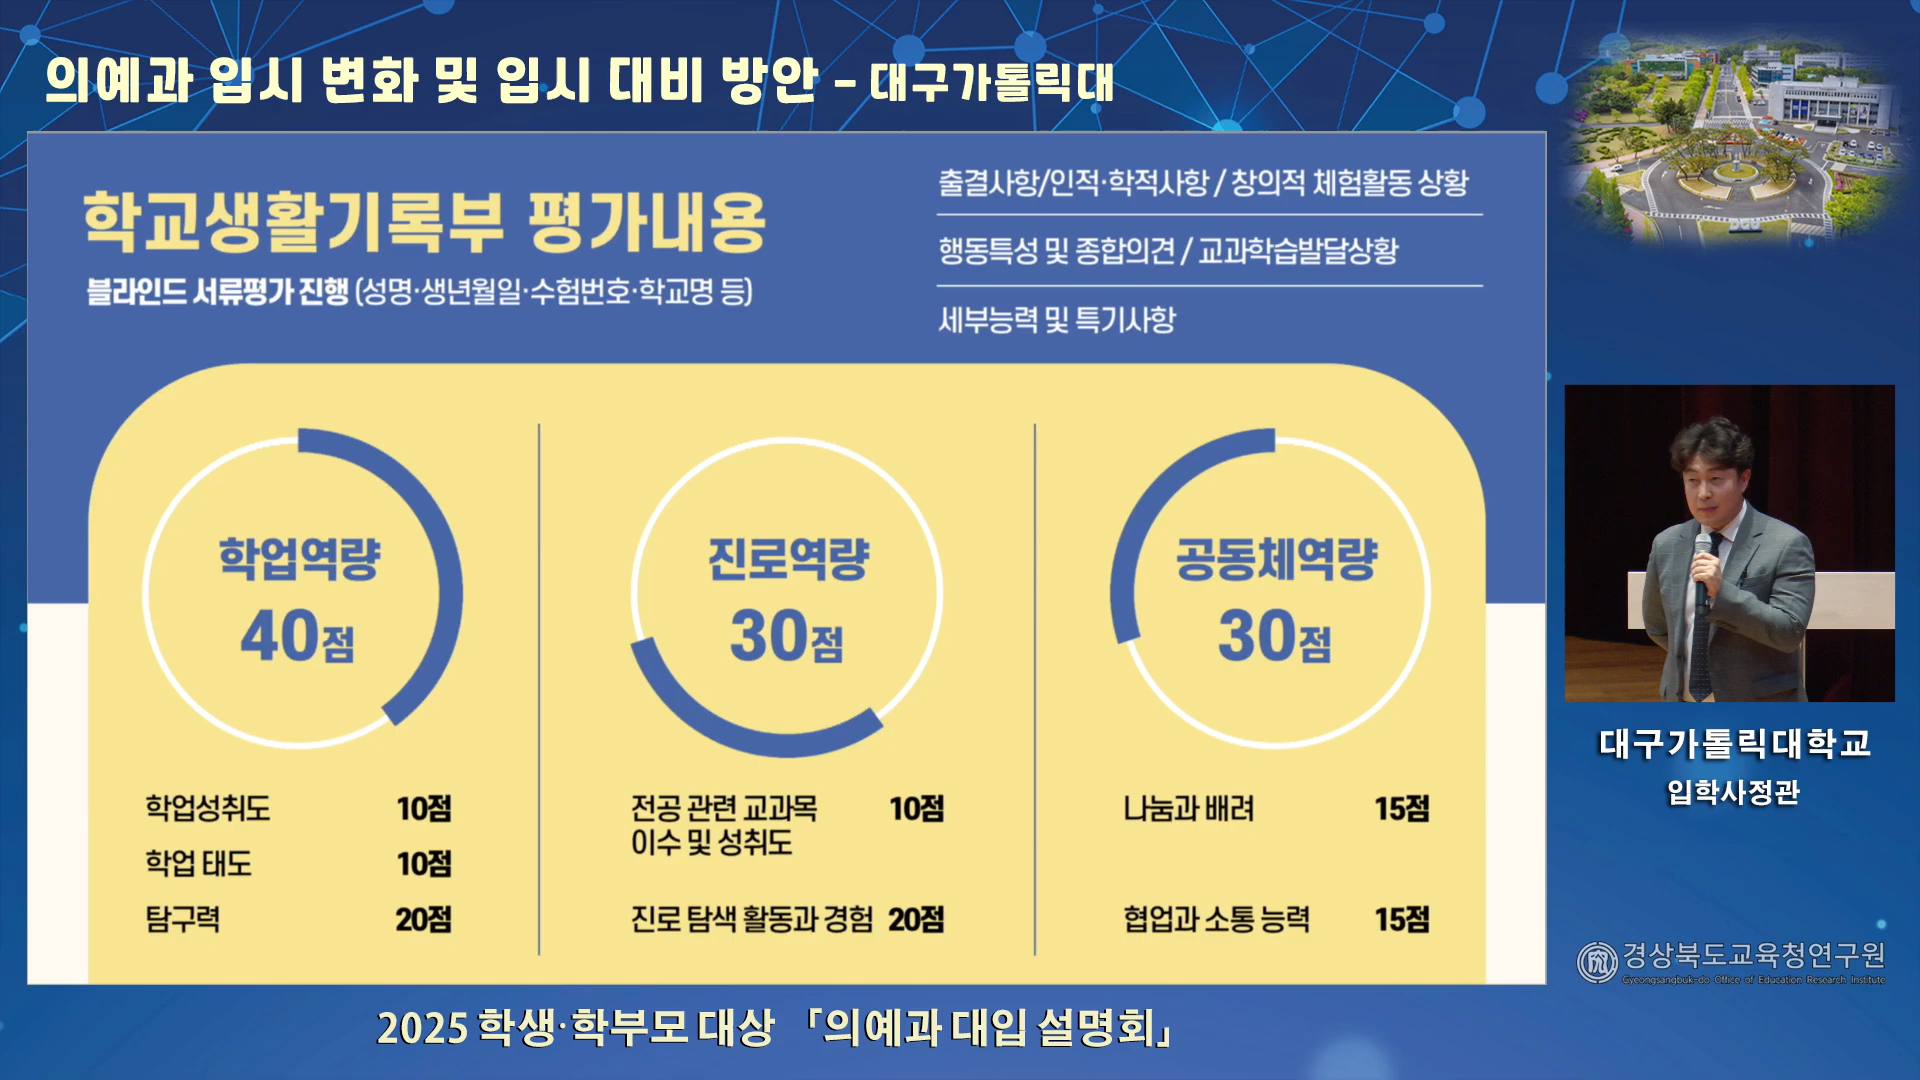 의예과 입시 변화 및 입시 대비 방안 - 대구가톨릭대
학교생활기록부 평가내용
블라인드 서류평가 진행 (성명·생년월일·수험번호·학교명 등)
출결사항/인적·학적사항 / 창의적 체험활동 상황
행동특성 및 종합의견 / 교과학습발달상황
세부능력 및 특기사항
학업역량
40점
학업성취도 10점
학업 태도 10점
탐구력 20점
진로역량
30점
전공 관련 교과목 10점
이수 및 성취도
진로 탐색 활동과 경험 20점
공동체역량
30점
나눔과 배려 15점
협업과 소통 능력 15점
대구가톨릭대학교
입학사정관
경상북도교육청연구원
Gyeongsangbuk-do Office of Education Research Institute
2025 학생·학부모 대상 「의예과 대입 설명회」